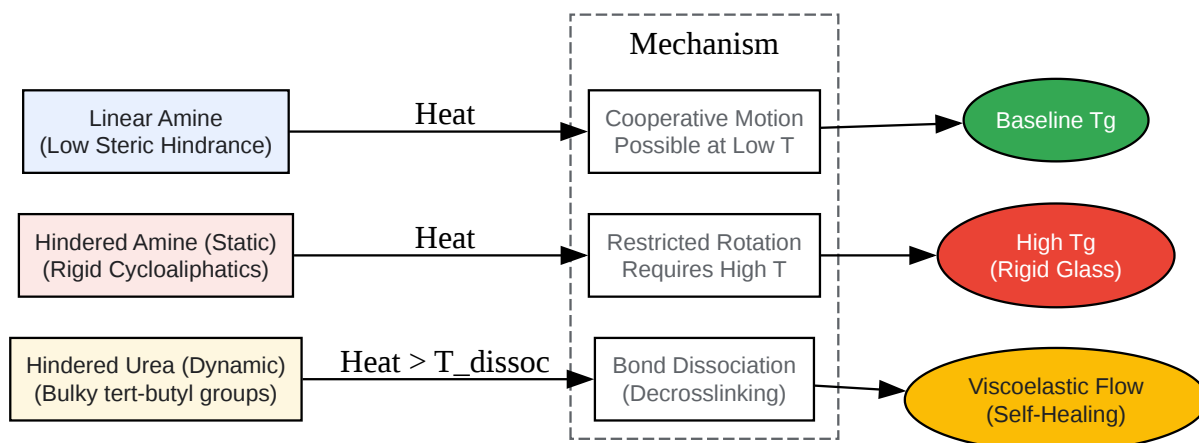 Mechanism
Linear Amine
(Low Steric Hindrance)
Heat
Cooperative Motion
Possible at Low T
Baseline Tg
Hindered Amine (Static)
(Rigid Cycloaliphatics)
Heat
Restricted Rotation
Requires High T
High Tg
(Rigid Glass)
Hindered Urea (Dynamic)
(Bulky tert-butyl groups)
Heat > T_dissoc
Bond Dissociation
(Decrosslinking)
Viscoelastic Flow
(Self-Healing)